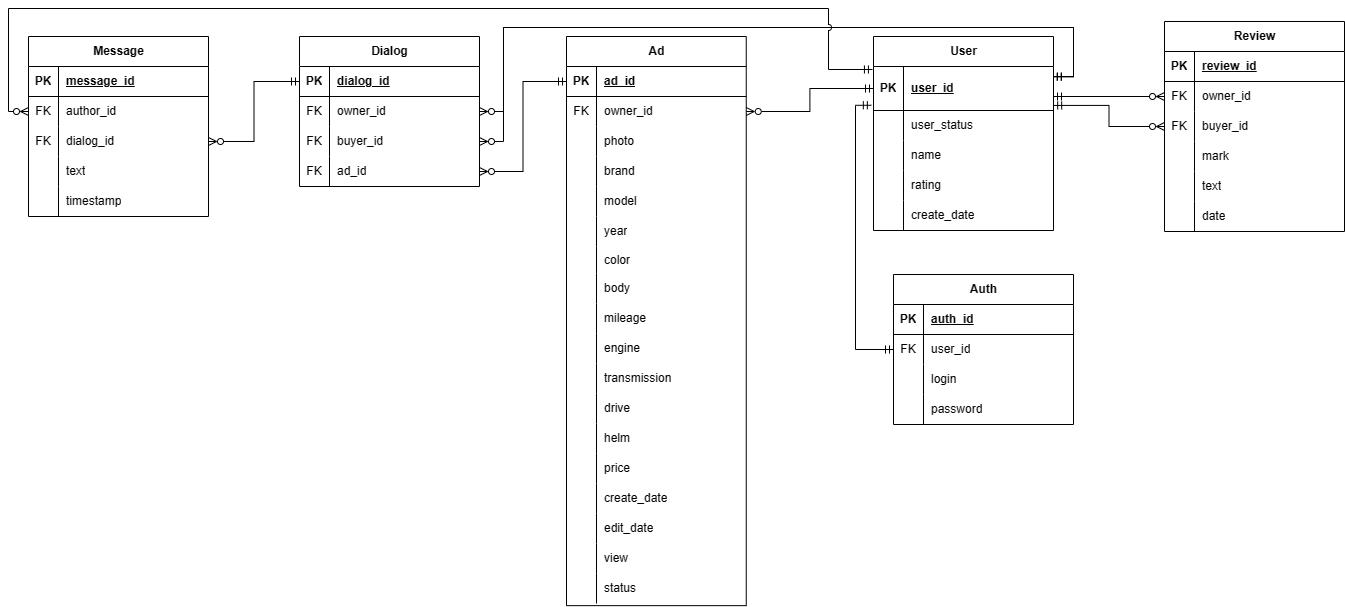 Message
PK message_id
FK author_id
FK dialog_id
text
timestamp
Dialog
PK dialog_id
FK owner_id
FK buyer_id
FK ad_id
Ad
PK ad_id
FK owner_id
photo
brand
model
year
color
body
mileage
engine
transmission
drive
helm
price
create_date
edit_date
view
status
User
PK user_id
user_status
name
rating
create_date
Auth
PK auth_id
FK user_id
login
password
Review
PK review_id
FK owner_id
FK buyer_id
mark
text
date